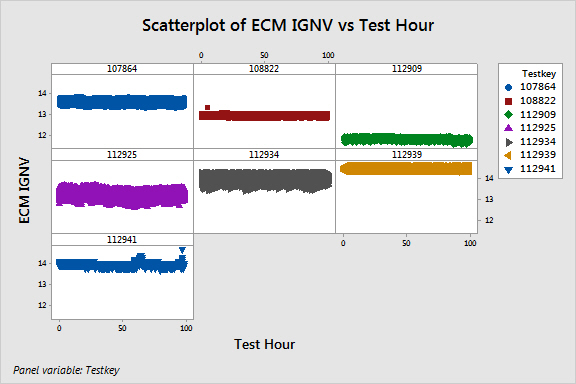 Scatterplot of ECM IGNV vs Test Hour
0 50 100
107864 108822 112909
14
13
12
112925 112934 112939
14
13
12
112941
0 50 100
14
13
12
0 50 100
ECM IGNV
Test Hour
Testkey
107864
108822
112909
112925
112934
112939
112941
Panel variable: Testkey